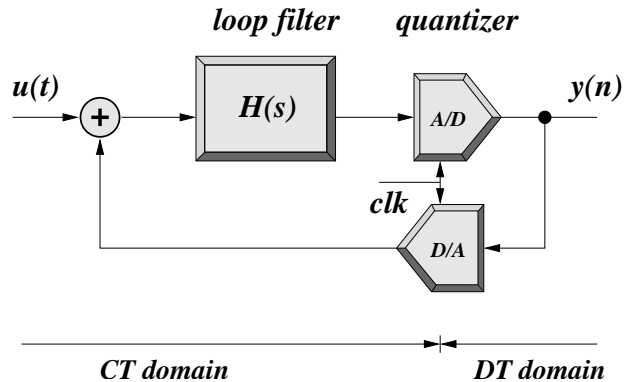 loop filter quantizer
u(t) + H(s) A/D y(n)
clk
D/A
CT domain DT domain